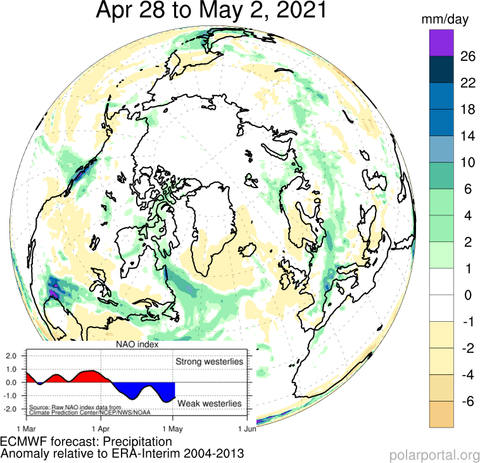 Apr 28 to May 2, 2021
mm/day
26
22
18
14
10
6
4
2
1
0
-1
-2
-4
-6
NAO index
2.0
1.0
0.0
-1.0
-2.0
Strong westerlies
Weak westerlies
Source: Raw NAO index data from
Climate Prediction Center/NCEP/NWS/NOAA
1 Mar
1 Apr
1 May
1 Jun
ECMWF forecast: Precipitation
Anomaly relative to ERA-Interim 2004-2013
polarportal.org